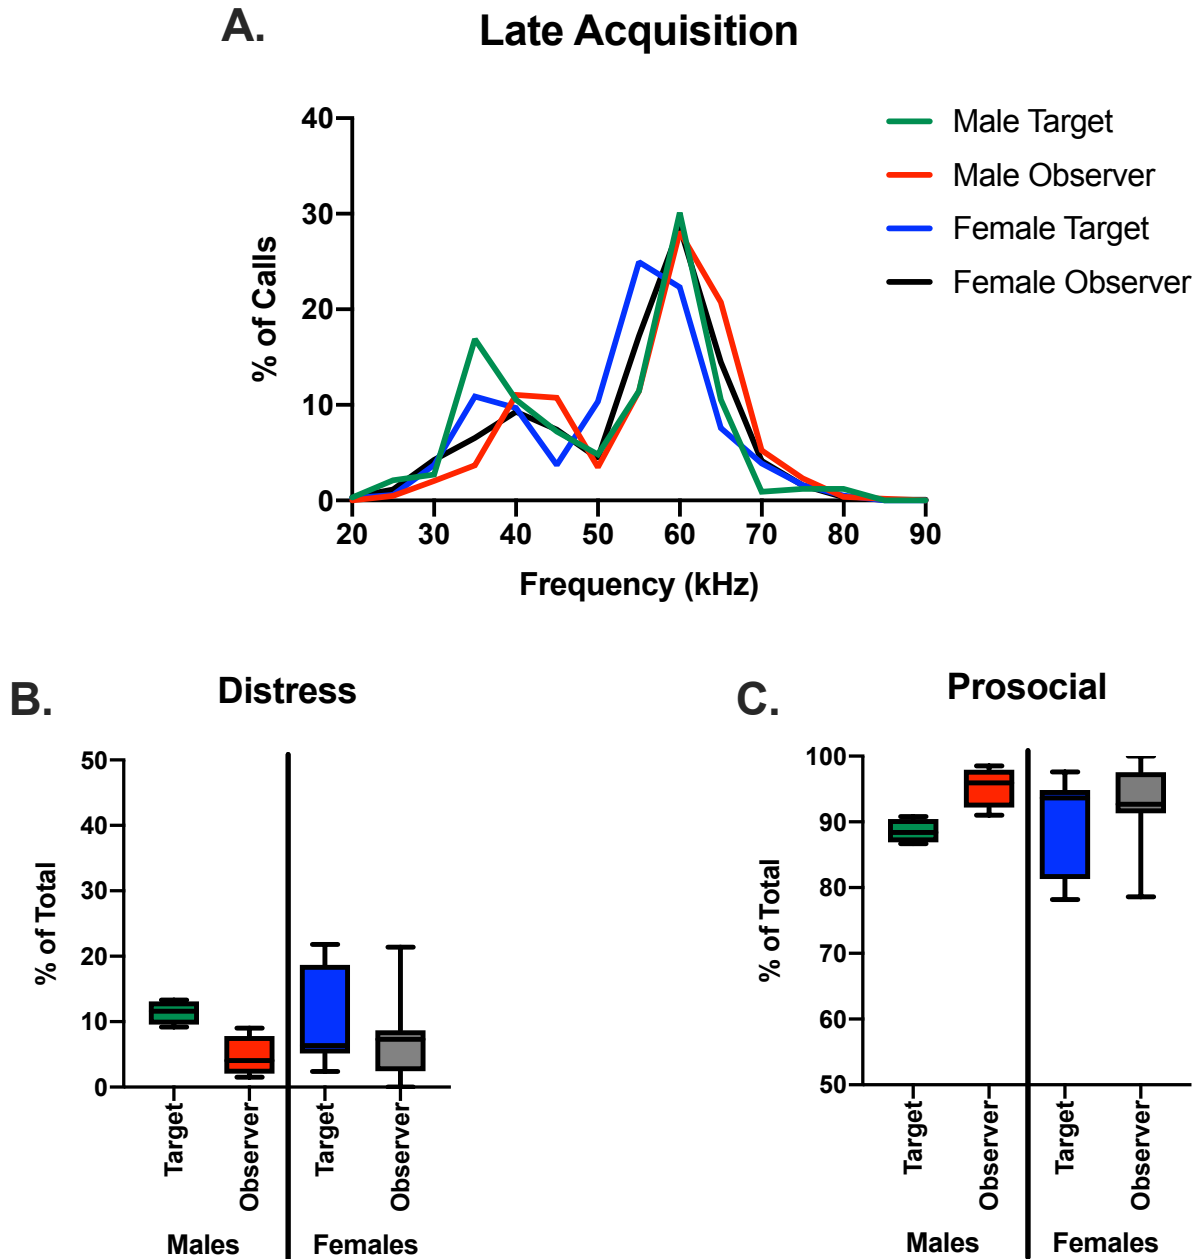 A.
Late Acquisition
40
30
20
10
0
% of Calls
20 30 40 50 60 70 80 90
Frequency (kHz)
Male Target
Male Observer
Female Target
Female Observer
B.
Distress
50
40
30
20
10
0
% of Total
Target
Observer
Target
Observer
Males
Females
C.
Prosocial
100
90
80
70
60
50
% of Total
Target
Observer
Target
Observer
Males
Females